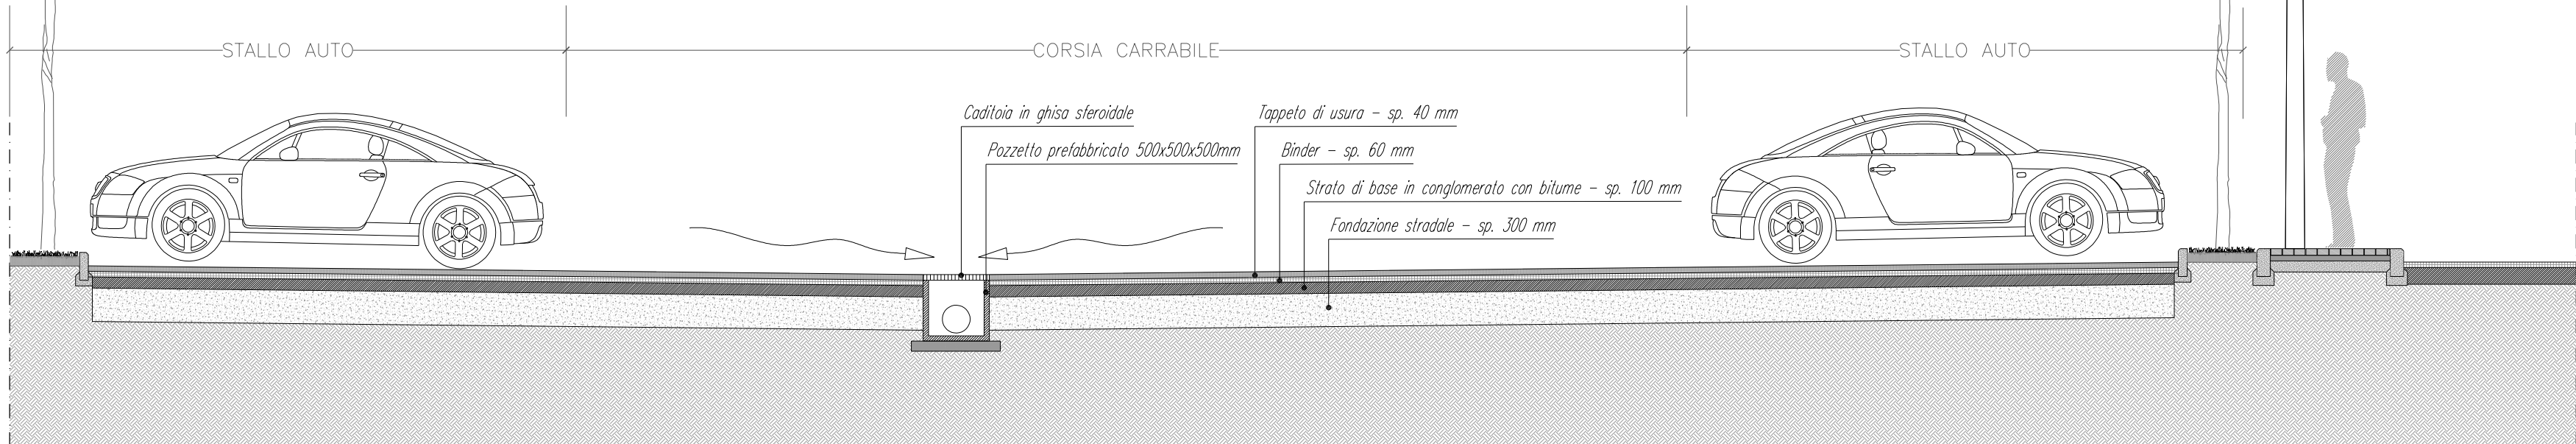 STALLO AUTO
CORSIA CARRABILE
STALLO AUTO
Caditoia in ghisa sferoidale
Pozzetto prefabbricato 500x500x500mm
Tappeto di usura - sp. 40 mm
Binder - sp. 60 mm
Strato di base in conglomerato con bitume - sp. 100 mm
Fondazione stradale - sp. 300 mm